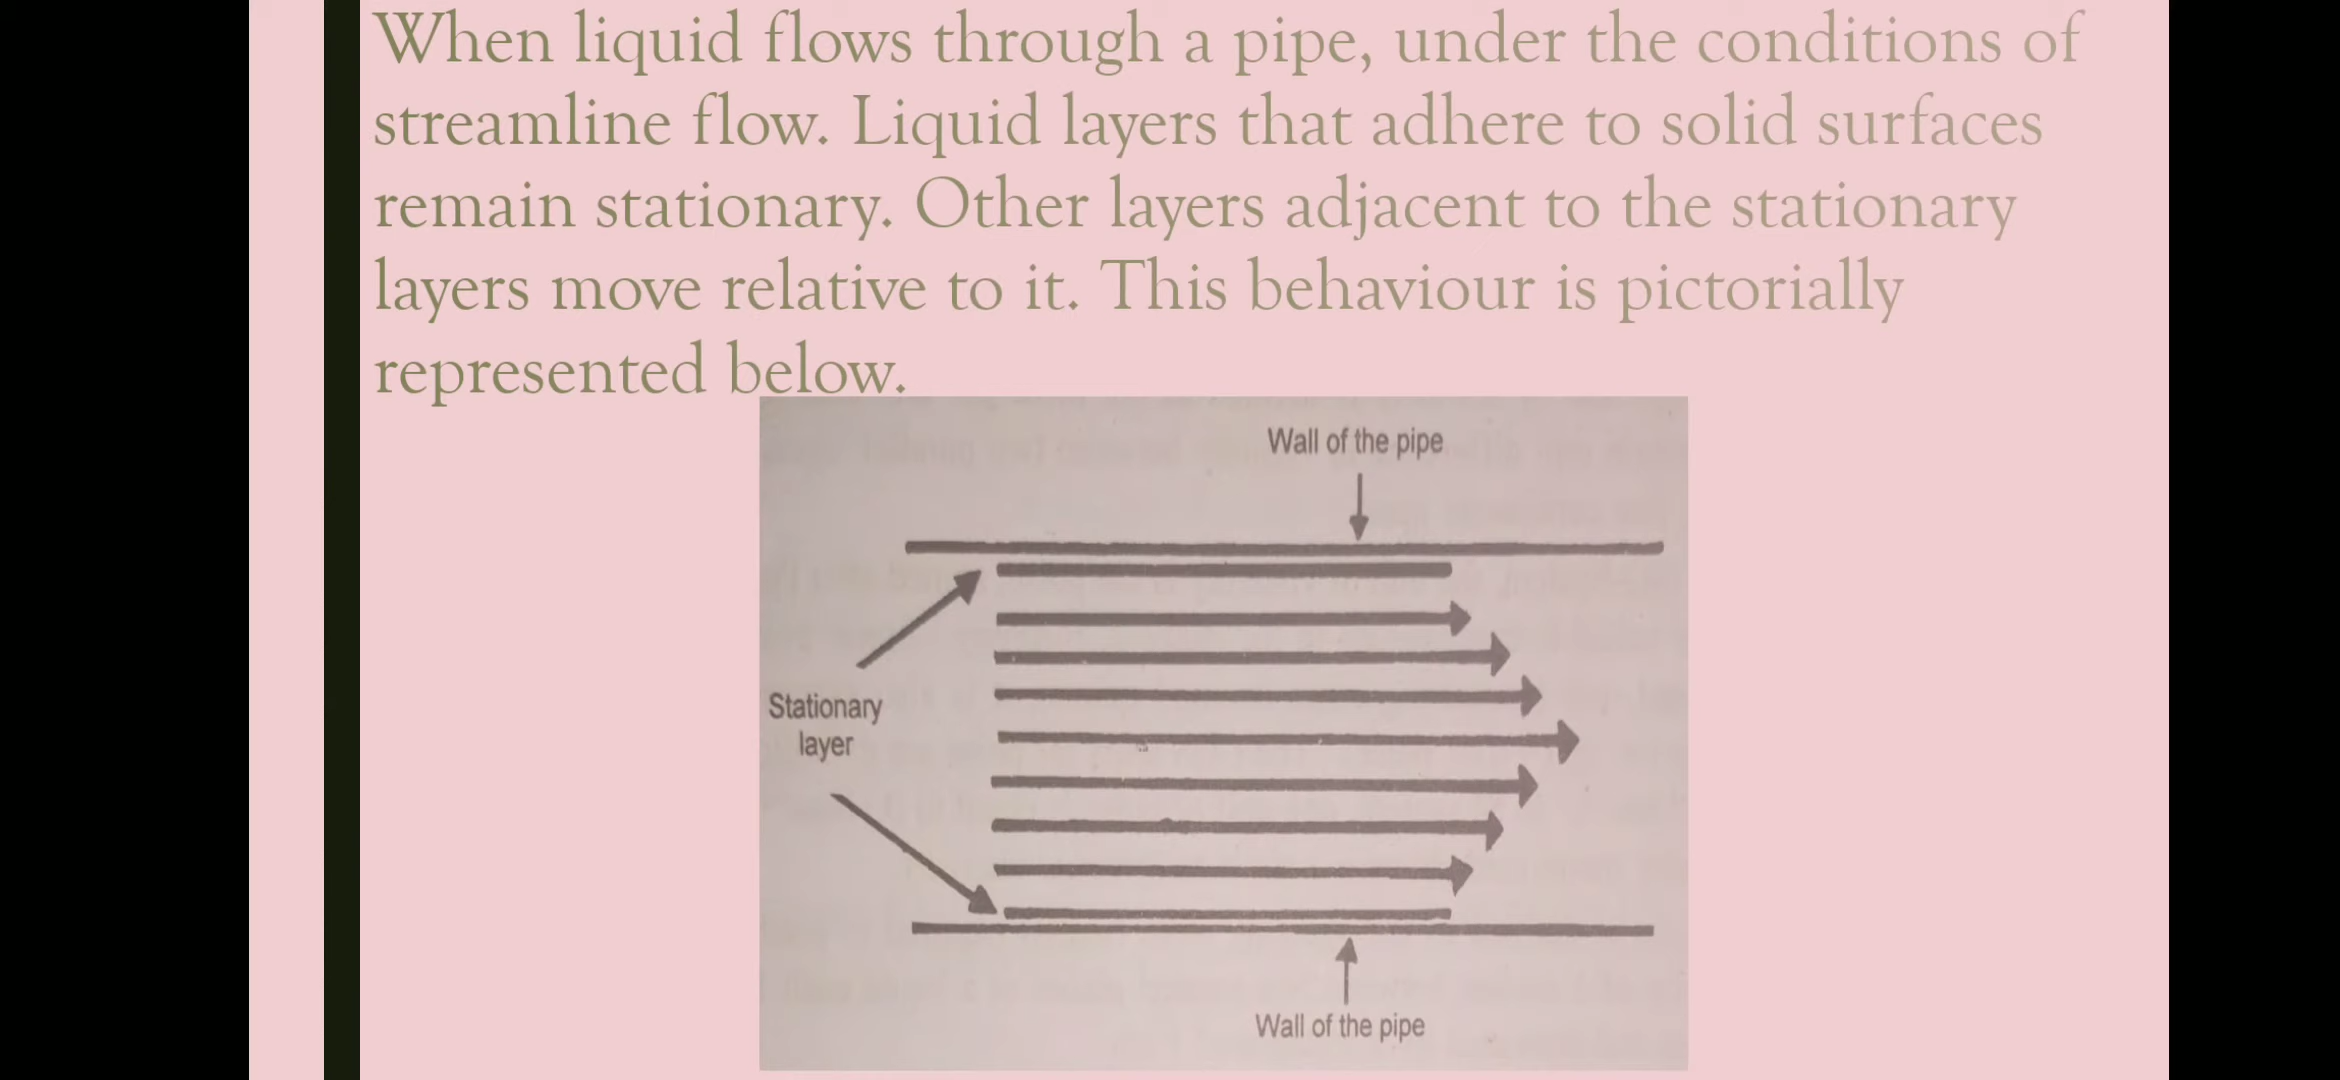 When liquid flows through a pipe, under the conditions of
streamline flow. Liquid layers that adhere to solid surfaces
remain stationary. Other layers adjacent to the stationary
layers move relative to it. This behaviour is pictorially
represented below.
Wall of the pipe
Stationary
layer
Wall of the pipe